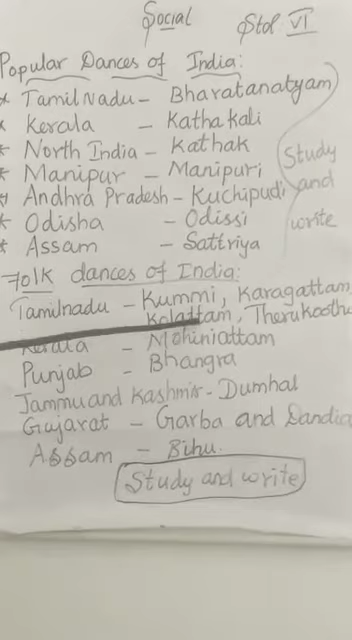 Social Std VI
Popular Dances of India:
* Tamil Nadu - Bharatanatyam
* Kerala - Kathakali
* North India - Kathak
* Manipur - Manipuri
* Andhra Pradesh - Kuchipudi
* Odisha - Odissi
* Assam - Sattriya
Study and write
Folk dances of India:
Tamilnadu - Kummi, Karagattam
Kolattam, Therukoothu
Kerala - Mohiniattam
Punjab - Bhangra
Jammu and Kashmir - Dumhal
Gujarat - Garba and Dandia
Assam - Bihu.
Study and write